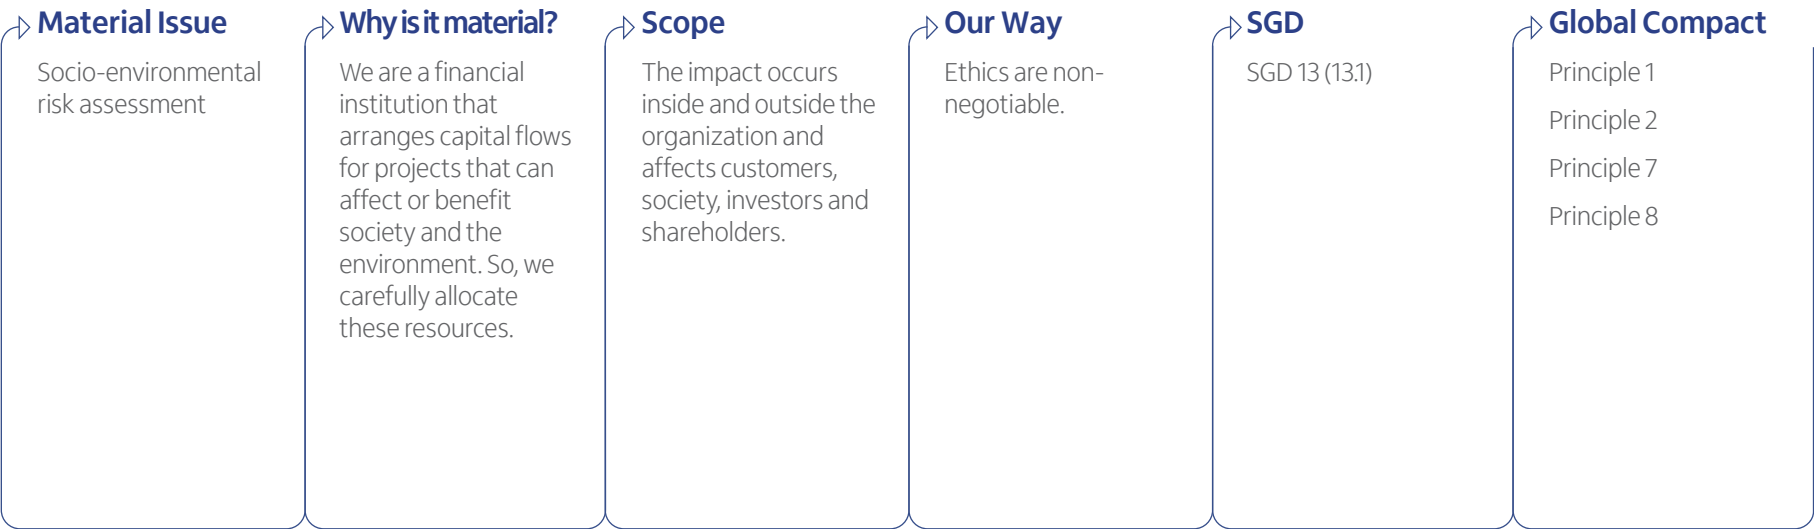 Material Issue
Socio-environmental
risk assessment
Why is it material?
We are a financial
institution that
arranges capital flows
for projects that can
affect or benefit
society and the
environment. So, we
carefully allocate
these resources.
Scope
The impact occurs
inside and outside the
organization and
affects customers,
society, investors and
shareholders.
Our Way
Ethics are non-
negotiable.
SGD
SGD 13 (13.1)
Global Compact
Principle 1
Principle 2
Principle 7
Principle 8